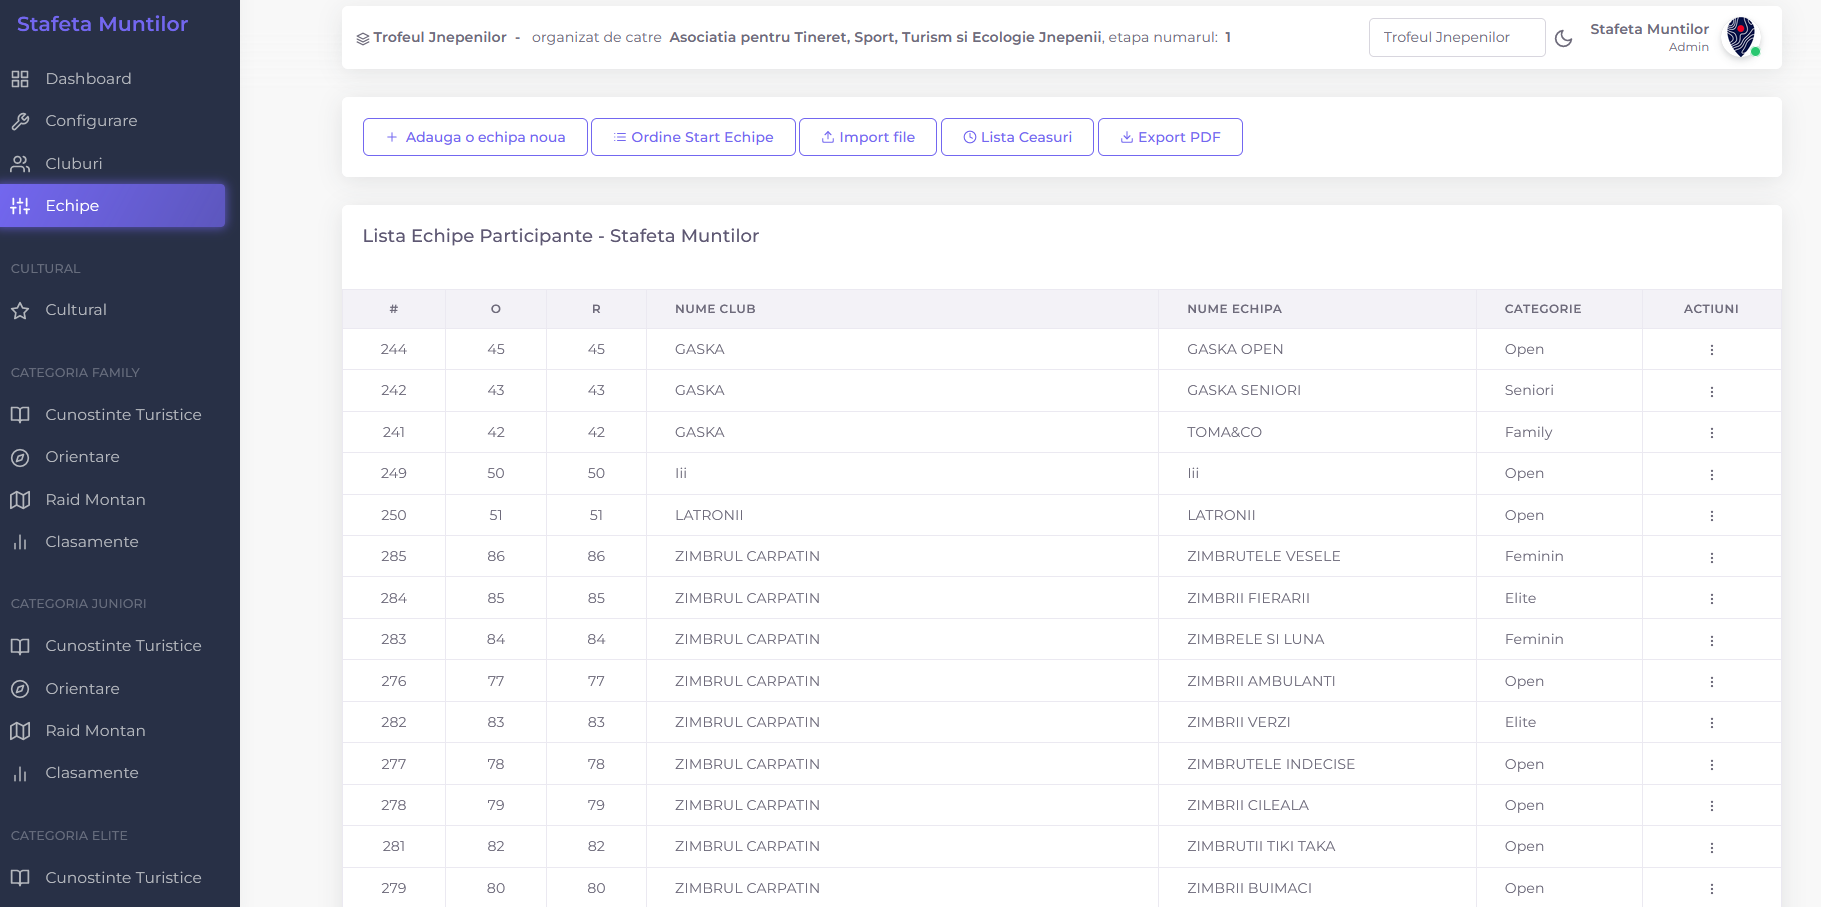 Stafeta Muntilor
Dashboard
Configurare
Cluburi
Echipe
CULTURAL
Cultural
CATEGORIA FAMILY
Cunostinte Turistice
Orientare
Raid Montan
Clasamente
CATEGORIA JUNIORI
Cunostinte Turistice
Orientare
Raid Montan
Clasamente
CATEGORIA ELITE
Cunostinte Turistice
Trofeul Jnepenilor - organizat de catre Asociatia pentru Tineret, Sport, Turism si Ecologie Jnepenii, etapa numarul: 1
Trofeul Jnepenilor
Stafeta Muntilor
Admin
Adauga o echipa noua Ordine Start Echipe Import file Lista Ceasuri Export PDF
Lista Echipe Participante - Stafeta Muntilor
# O R NUME CLUB NUME ECHIPA CATEGORIE ACTIUNI
244 45 45 GASKA GASKA OPEN Open
242 43 43 GASKA GASKA SENIORI Seniori
241 42 42 GASKA TOMA&CO Family
249 50 50 Iii Iii Open
250 51 51 LATRONII LATRONII Open
285 86 86 ZIMBRUL CARPATIN ZIMBRUTELE VESELE Feminin
284 85 85 ZIMBRUL CARPATIN ZIMBRII FIERARII Elite
283 84 84 ZIMBRUL CARPATIN ZIMBRELE SI LUNA Feminin
276 77 77 ZIMBRUL CARPATIN ZIMBRII AMBULANTI Open
282 83 83 ZIMBRUL CARPATIN ZIMBRII VERZI Elite
277 78 78 ZIMBRUL CARPATIN ZIMBRUTELE INDECISE Open
278 79 79 ZIMBRUL CARPATIN ZIMBRII CILEALA Open
281 82 82 ZIMBRUL CARPATIN ZIMBRUTII TIKI TAKA Open
279 80 80 ZIMBRUL CARPATIN ZIMBRII BUIMACI Open